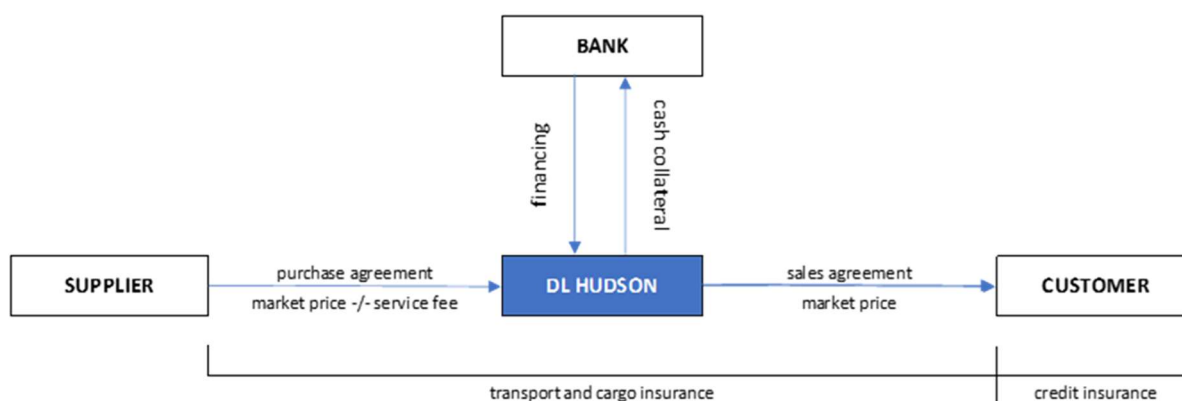 BANK
financing
cash collateral
SUPPLIER
purchase agreement
market price -/- service fee
DL HUDSON
sales agreement
market price
CUSTOMER
transport and cargo insurance
credit insurance